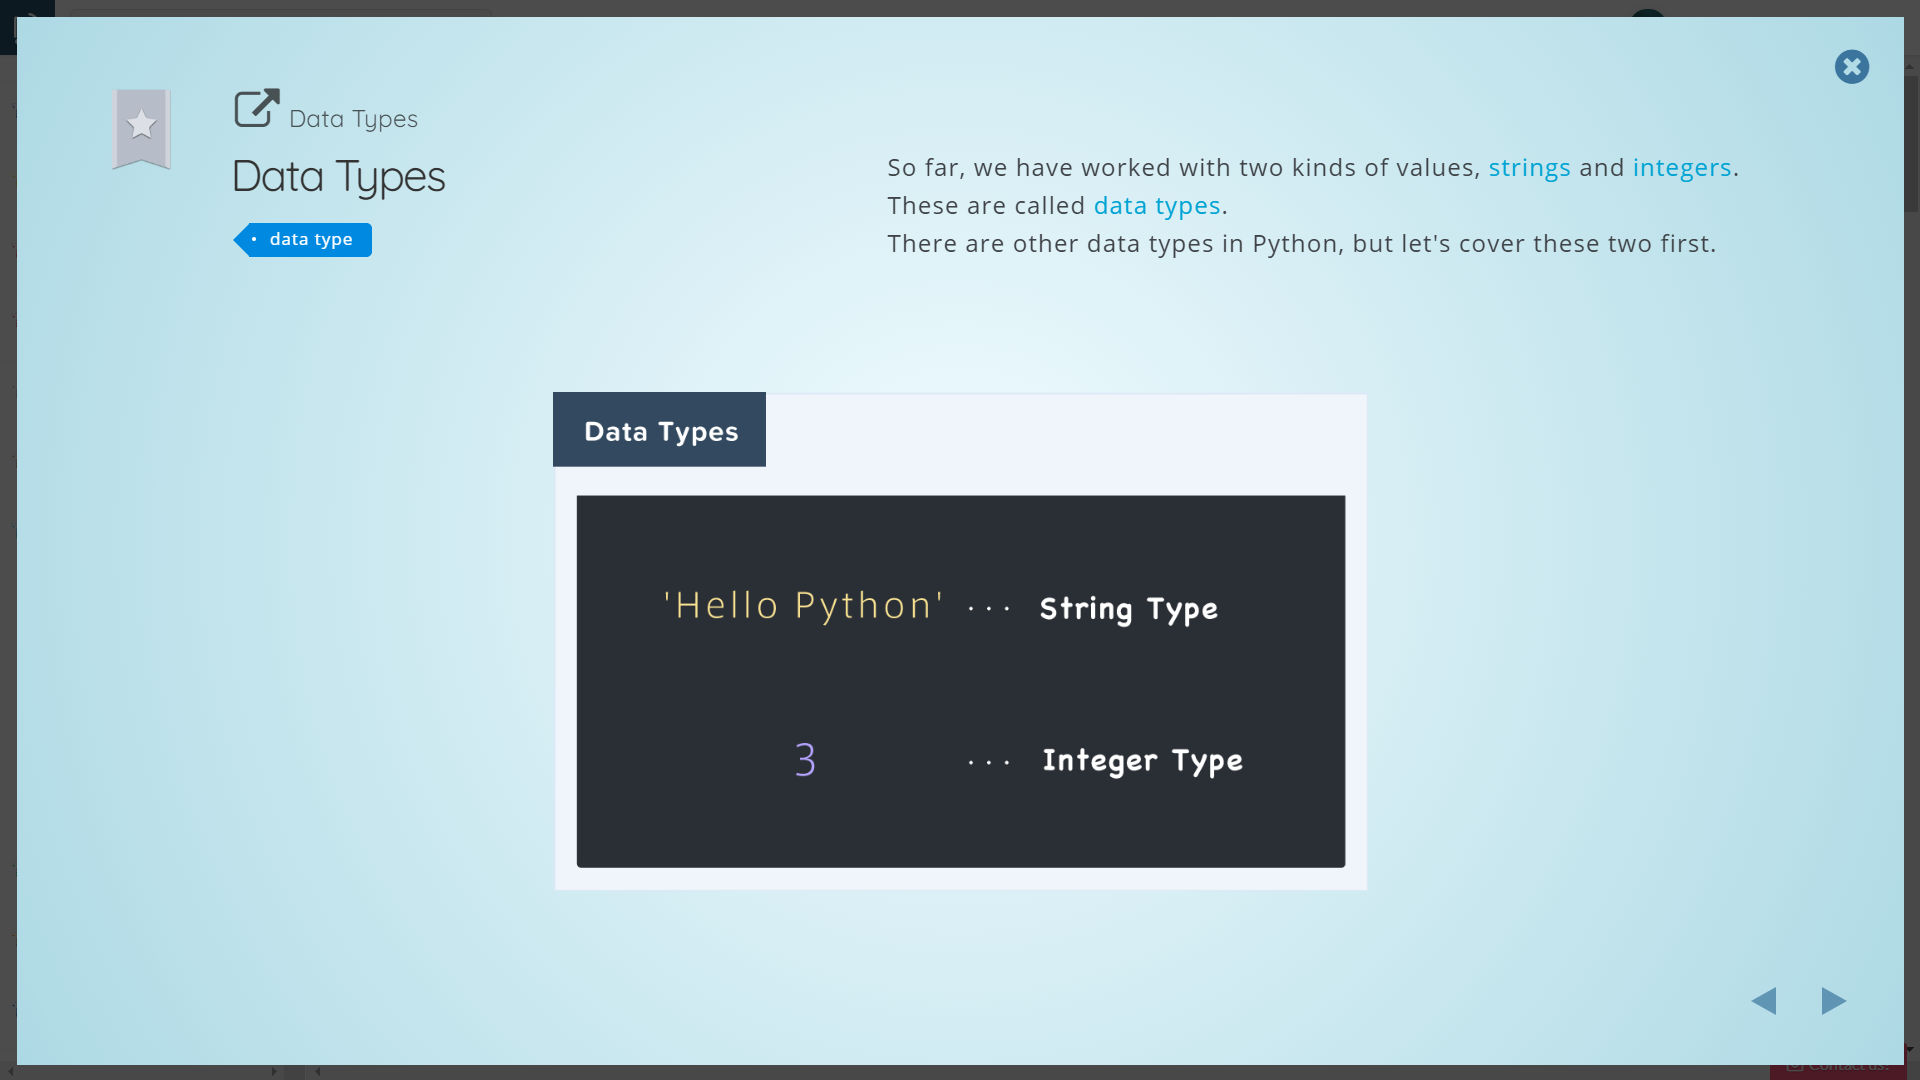 Data Types
Data Types
data type
So far, we have worked with two kinds of values, strings and integers.
These are called data types.
There are other data types in Python, but let's cover these two first.
Data Types
'Hello Python' ... String Type
3 ... Integer Type
Contact us!